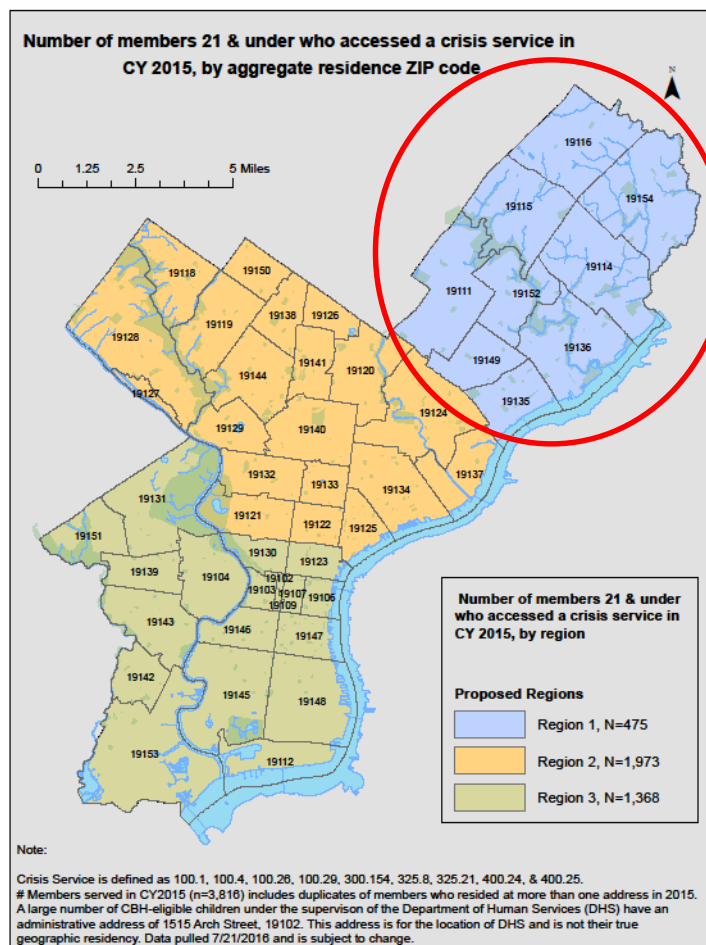 Number of members 21 & under who accessed a crisis service in
CY 2015, by aggregate residence ZIP code
N
0 1.25 2.5 5 Miles
19116
19154
19115
19114
19111
19152
19136
19149
19135
19118
19150
19138
19126
19119
19128
19141
19120
19144
19127
19124
19129
19140
19137
19132
19133
19134
19131
19121
19122
19125
19151
19130
19123
19139
19104
19102
19103
19107
19106
19109
19143
19146
19147
19142
19145
19148
19153
19112
Number of members 21 & under
who accessed a crisis service in
CY 2015, by region
Proposed Regions
Region 1, N=475
Region 2, N=1,973
Region 3, N=1,368
Note:
Crisis Service is defined as 100.1, 100.4, 100.26, 100.29, 300.154, 325.8, 325.21, 400.24, & 400.25.
# Members served in CY2015 (n=3,816) includes duplicates of members who resided at more than one address in 2015.
A large number of CBH-eligible children under the supervision of the Department of Human Services (DHS) have an
administrative address of 1515 Arch Street, 19102. This address is for the location of DHS and is not their true
geographic residency. Data pulled 7/21/2016 and is subject to change.